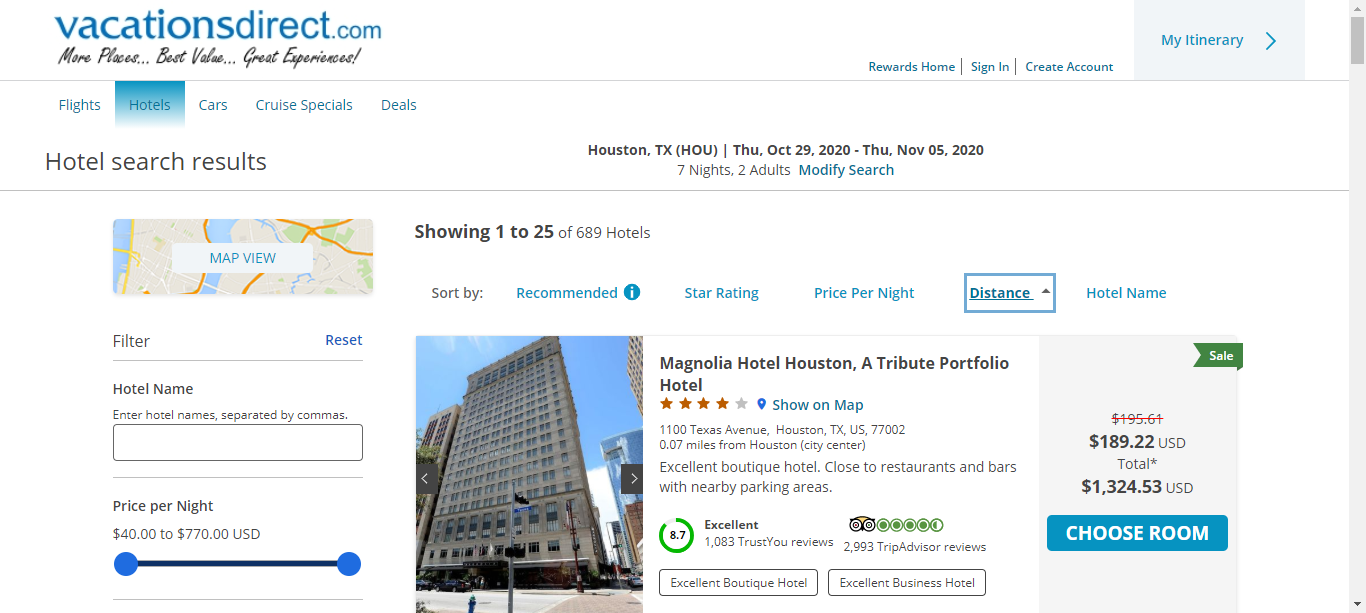 vacationsdirect.com
More Places... Best Value... Great Experiences!
My Itinerary
Rewards Home
Sign In
Create Account
Flights
Hotels
Cars
Cruise Specials
Deals
Hotel search results
Houston, TX (HOU) | Thu, Oct 29, 2020 - Thu, Nov 05, 2020
7 Nights, 2 Adults Modify Search
MAP VIEW
Filter
Reset
Hotel Name
Enter hotel names, separated by commas.
Price per Night
$40.00 to $770.00 USD
Showing 1 to 25 of 689 Hotels
Sort by:
Recommended
Star Rating
Price Per Night
Distance
Hotel Name
Magnolia Hotel Houston, A Tribute Portfolio
Hotel
Show on Map
1100 Texas Avenue, Houston, TX, US, 77002
0.07 miles from Houston (city center)
Excellent boutique hotel. Close to restaurants and bars
with nearby parking areas.
8.7
Excellent
1,083 TrustYou reviews
2,993 TripAdvisor reviews
Excellent Boutique Hotel
Excellent Business Hotel
Sale
$195.61
$189.22 USD
Total*
$1,324.53 USD
CHOOSE ROOM